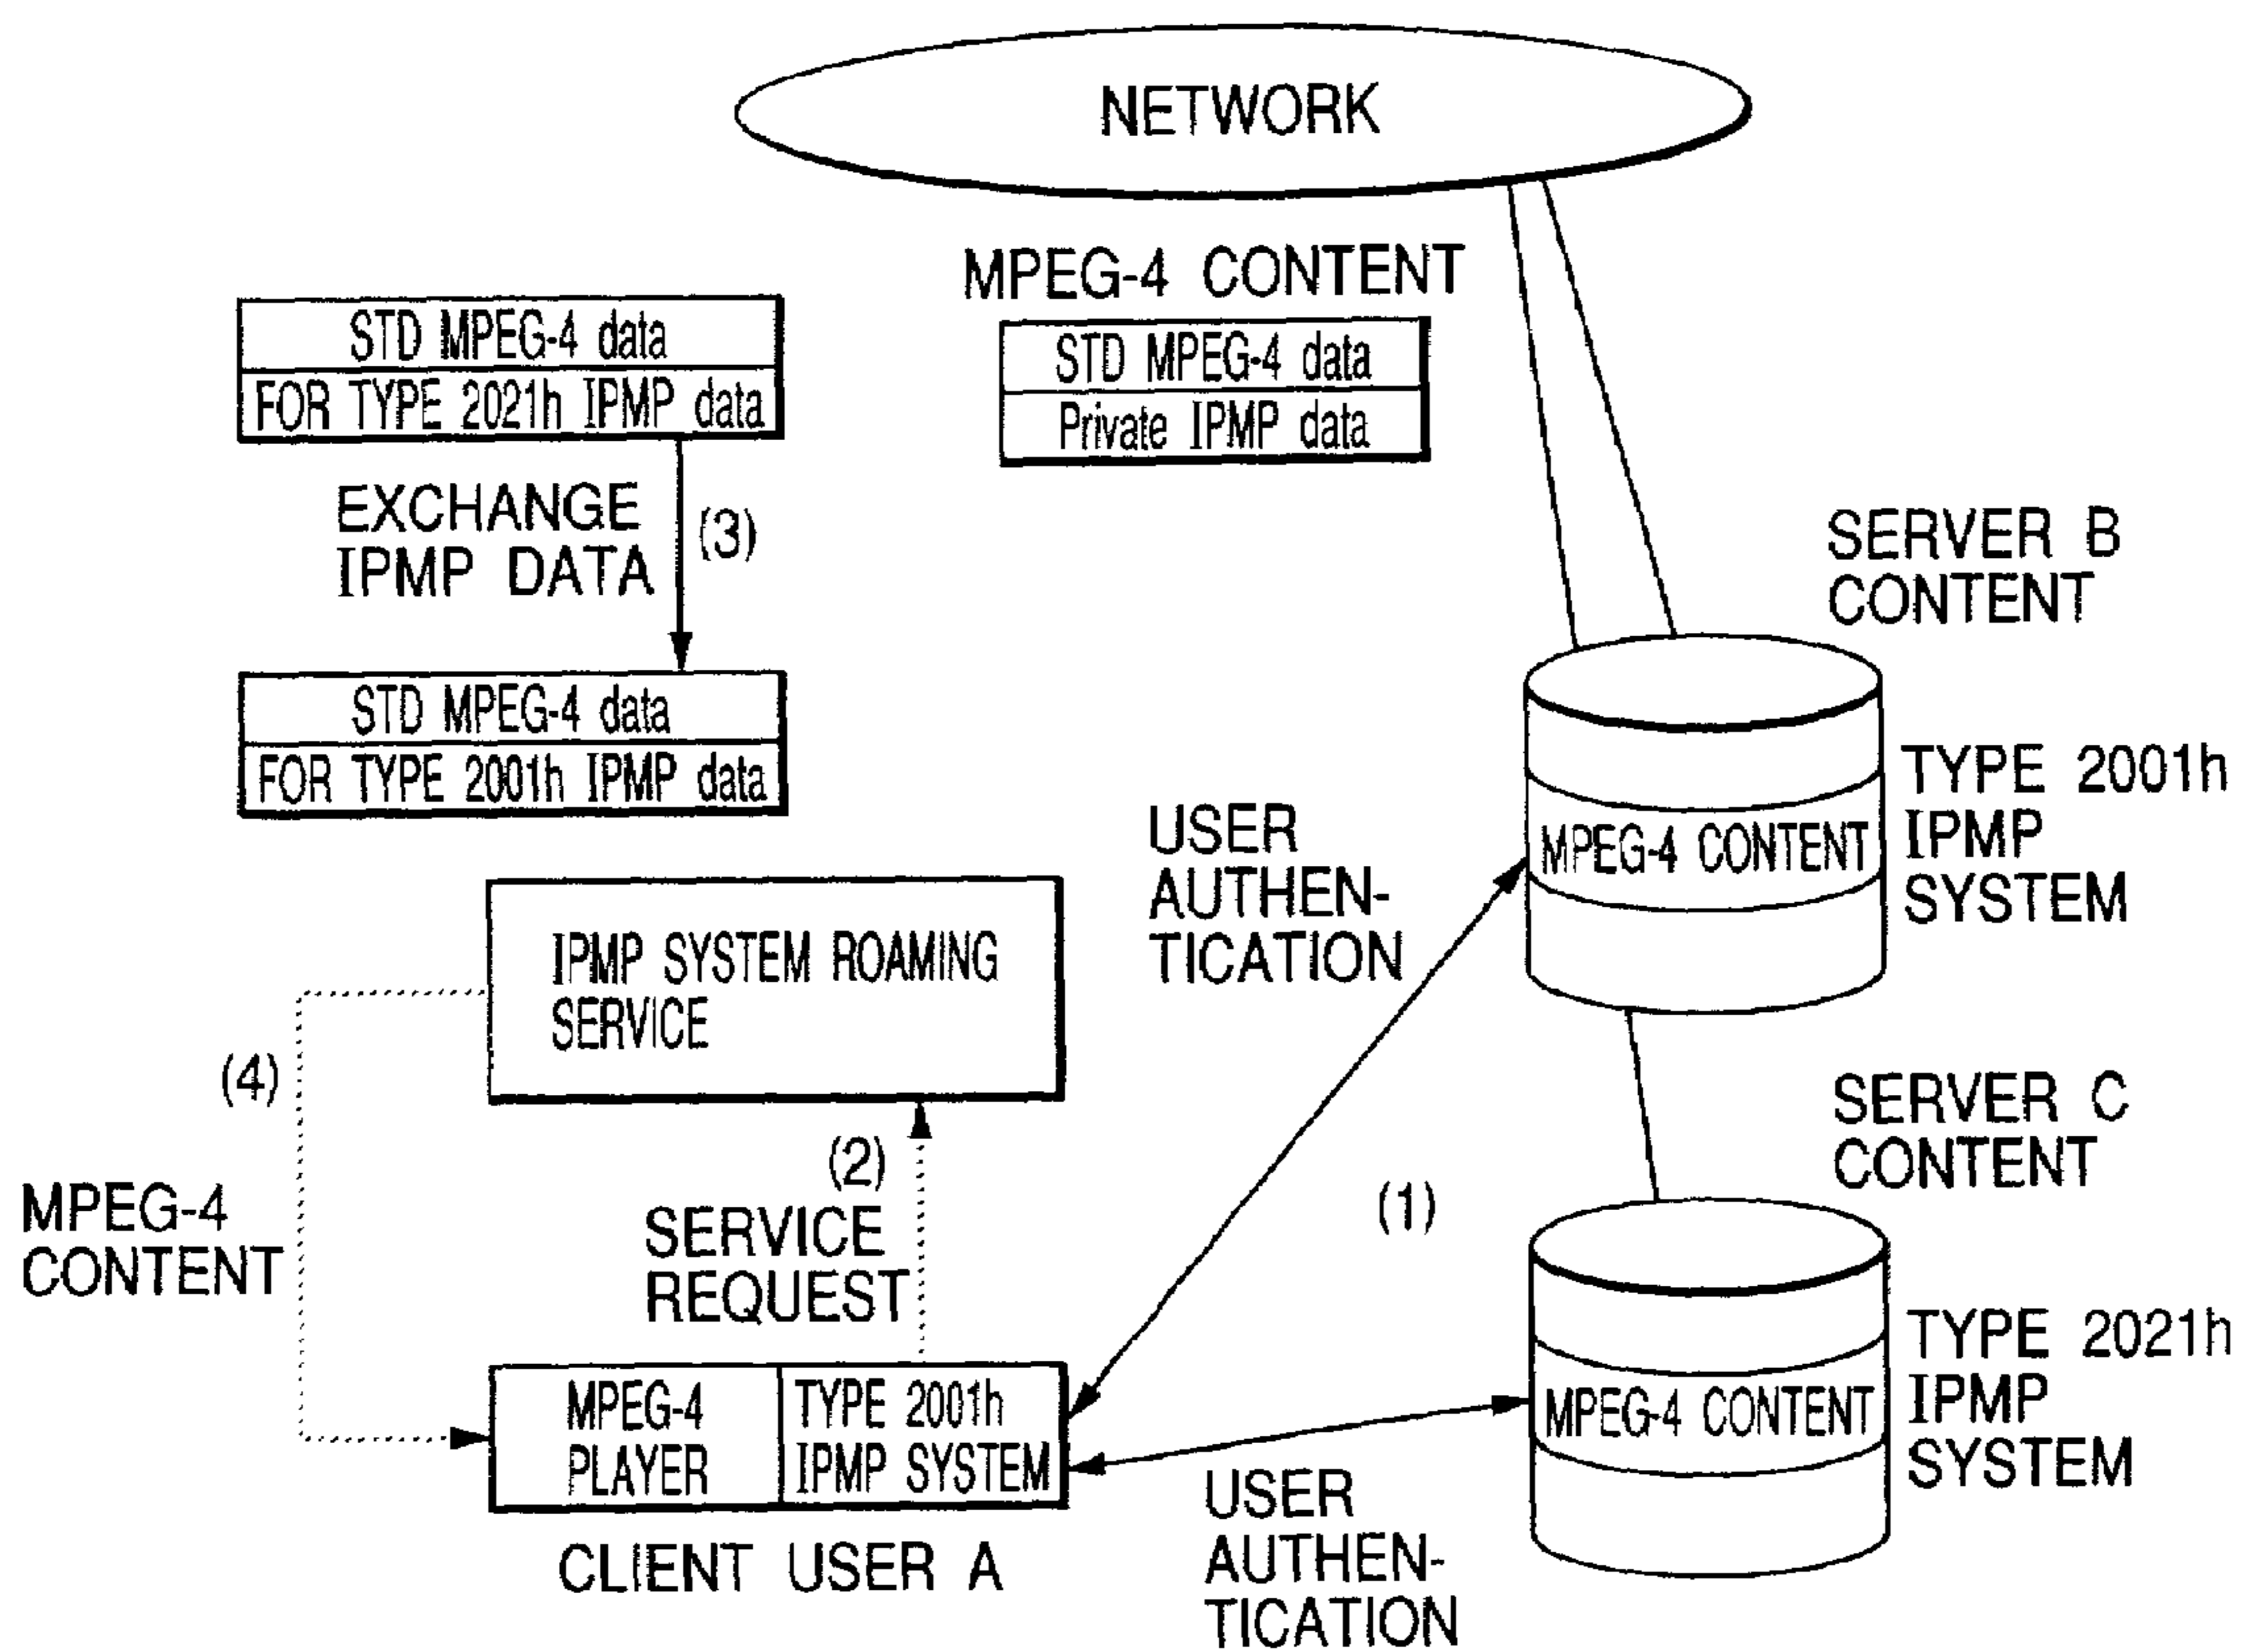 NETWORK
MPEG-4 CONTENT
STD MPEG-4 data
Private IPMP data
STD MPEG-4 data
FOR TYPE 2021h IPMP data
EXCHANGE
IPMP DATA
(3)
STD MPEG-4 data
FOR TYPE 2001h IPMP data
SERVER B
CONTENT
TYPE 2001h
IPMP
SYSTEM
MPEG-4 CONTENT
USER
AUTHEN-
TICATION
IPMP SYSTEM ROAMING
SERVICE
(4)
MPEG-4
CONTENT
(2)
SERVICE
REQUEST
(1)
SERVER C
CONTENT
TYPE 2021h
IPMP
SYSTEM
MPEG-4 CONTENT
MPEG-4
PLAYER
TYPE 2001h
IPMP SYSTEM
CLIENT USER A
USER
AUTHEN-
TICATION